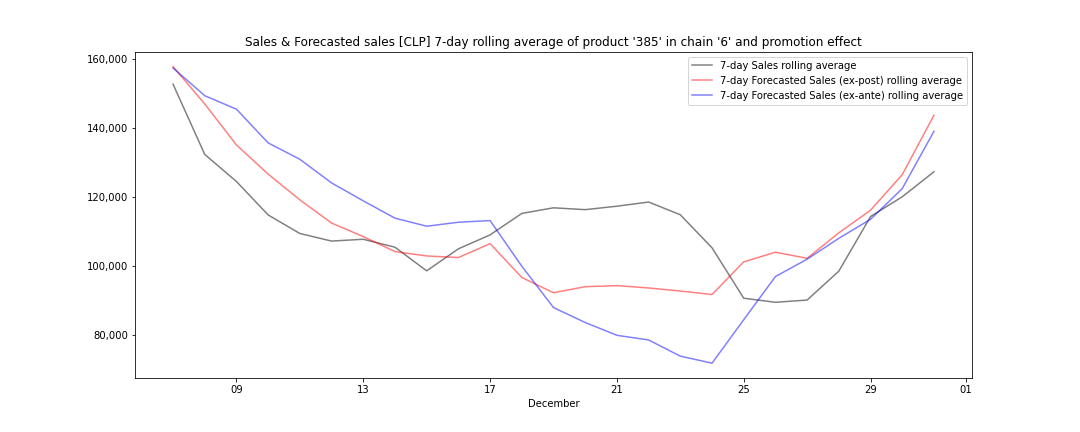 Sales & Forecasted sales [CLP] 7-day rolling average of product '385' in chain '6' and promotion effect
160,000
140,000
120,000
100,000
80,000
7-day Sales rolling average
7-day Forecasted Sales (ex-post) rolling average
7-day Forecasted Sales (ex-ante) rolling average
09 13 17 21 25 29 01
December